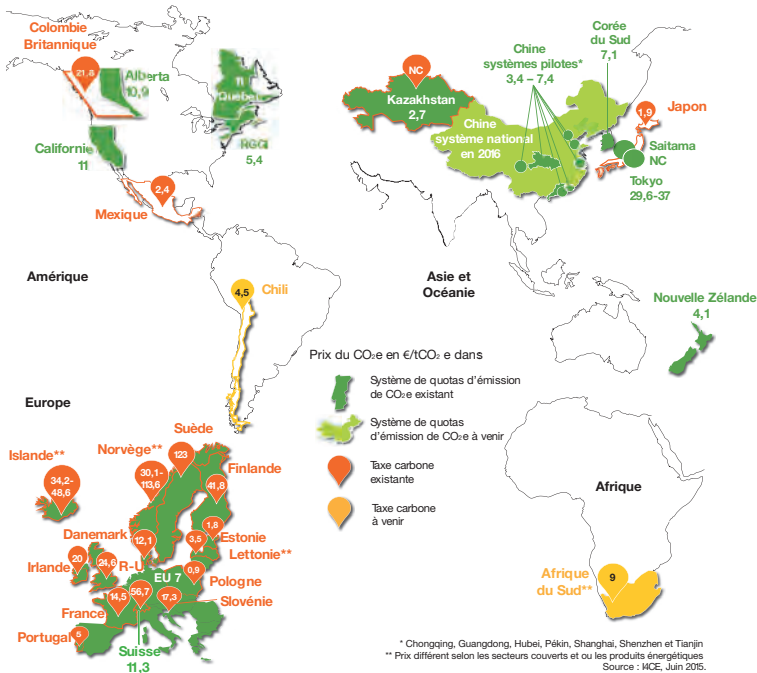 Colombie
Britannique
21,8
Alberta
10,9
11
Québec
Californie
11
RGGI
5,4
2,4
Mexique
Amérique
4,5
Chili
NC
Kazakhstan
2,7
Chine
systèmes pilotes*
3,4 – 7,4
Corée
du Sud
7,1
Chine
système national
en 2016
1,9
Japon
Saitama
NC
Tokyo
29,6-37
Asie et
Océanie
Nouvelle Zélande
4,1
Prix du CO2e en €/tCO2 e dans
Système de quotas d'émission
de CO2e existant
Système de quotas
d'émission de CO2e à venir
Taxe carbone
existante
Taxe carbone
à venir
Europe
Suède
123
Norvège**
30,1-
113,6
Islande**
34,2-
48,6
Finlande
41,8
Danemark
12,1
1,8
Estonie
3,5
Lettonie**
Irlande
20
24,6
R-U
EU 7
0,9
Pologne
France
14,5
56,7
17,3
Slovénie
Portugal
5
Suisse
11,3
Afrique
Afrique
du Sud**
9
* Chongqing, Guangdong, Hubei, Pékin, Shanghai, Shenzhen et Tianjin
** Prix différent selon les secteurs couverts et ou les produits énergétiques
Source : I4CE, Juin 2015.